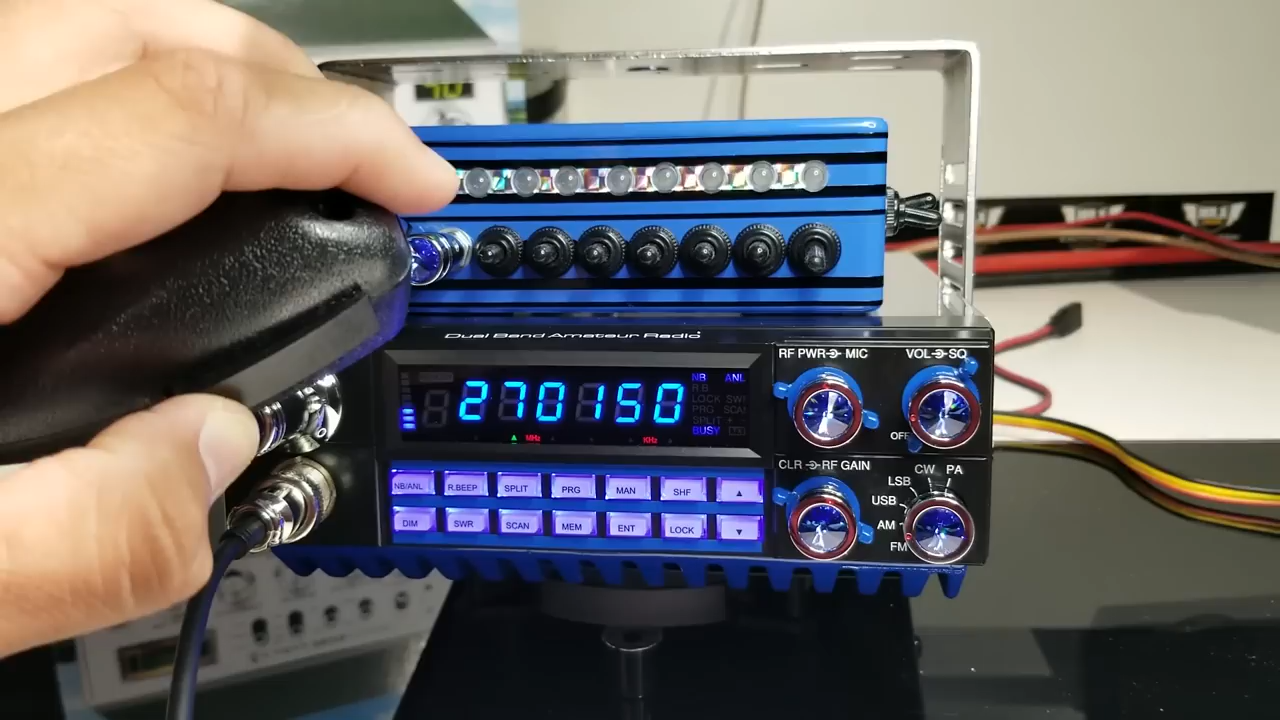 Dual Band Amateur Radio
270150
NB ANL
R.B
LOCK SWR
PRG SCAN
SPLIT +
BUSY
MHz
KHz
RF PWR MIC
VOL SQ
OFF
CLR RF GAIN
CW PA
LSB
USB
AM
FM
NB/ANL R.BEEP SPLIT PRG MAN SHF ▲
DIM SWR SCAN MEM ENT LOCK ▼